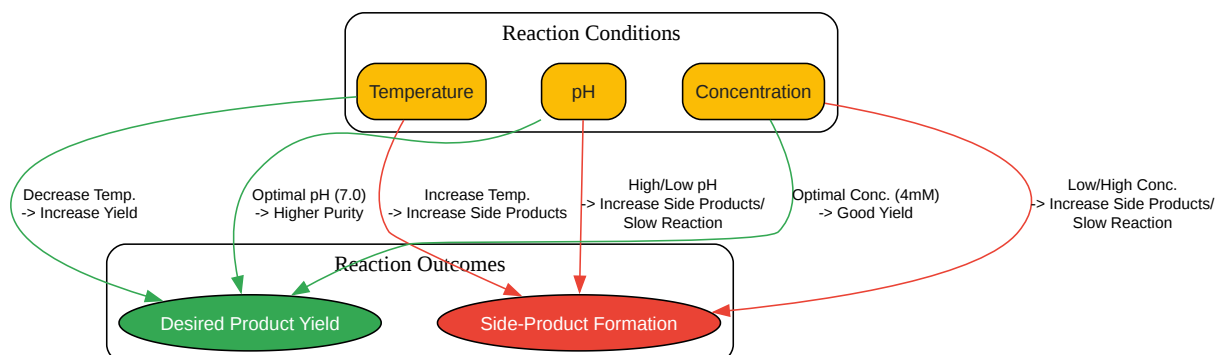 Reaction Conditions
Temperature
pH
Concentration
Decrease Temp.
-> Increase Yield
Optimal pH (7.0)
-> Higher Purity
Increase Temp.
-> Increase Side Products
High/Low pH
-> Increase Side Products/
Slow Reaction
Optimal Conc. (4mM)
-> Good Yield
Low/High Conc.
-> Increase Side Products/
Slow Reaction
Reaction Outcomes
Desired Product Yield
Side-Product Formation